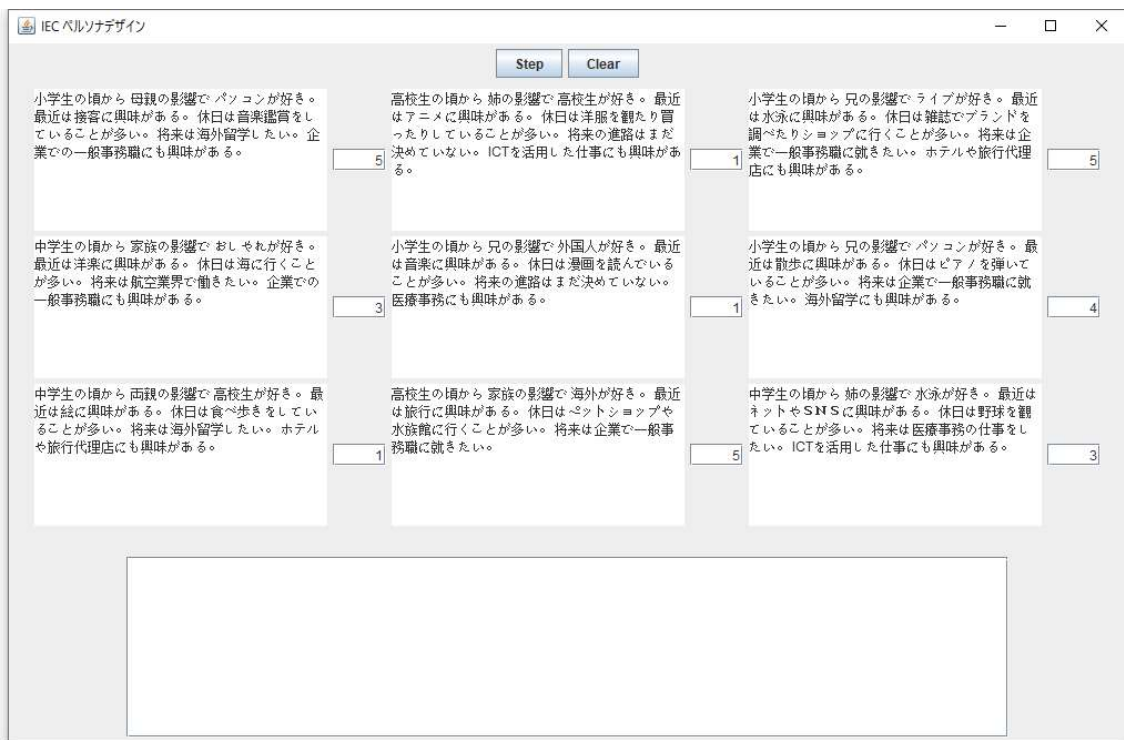 IEC ペルソナデザイン
Step
Clear
小学生の頃から 母親の影響で パソコンが好き。
最近は接客に興味がある。 休日は音楽鑑賞をし
ていることが多い。 将来は海外留学したい。 企
業での一般事務職にも興味がある。
5
高校生の頃から 姉の影響で 高校生が好き。 最近
はアニメに興味がある。 休日は洋服を観たり買
ったりしていることが多い。 将来の進路はまだ
決めていない。 ICTを活用した仕事にも興味があ
る。
1
小学生の頃から 兄の影響で ライブが好き。 最近
は水泳に興味がある。 休日は雑誌でブランドを
調べたりショップに行くことが多い。 将来は企
業で一般事務職に就きたい。 ホテルや旅行代理
店にも興味がある。
5
中学生の頃から 家族の影響で おしゃれが好き。
最近は洋楽に興味がある。 休日は海に行くこと
が多い。 将来は航空業界で働きたい。 企業での
一般事務職にも興味がある。
3
小学生の頃から 兄の影響で 外国人が好き。 最近
は音楽に興味がある。 休日は漫画を読んでいる
ことが多い。 将来の進路はまだ決めていない。
医療事務にも興味がある。
1
小学生の頃から 兄の影響で パソコンが好き。 最
近は散歩に興味がある。 休日はピアノを弾いて
いることが多い。 将来は企業で一般事務職に就
きたい。 海外留学にも興味がある。
4
中学生の頃から 両親の影響で 高校生が好き。 最
近は絵に興味がある。 休日は食べ歩きをしてい
ることが多い。 将来は海外留学したい。 ホテル
や旅行代理店にも興味がある。
1
高校生の頃から 家族の影響で 海外が好き。 最近
は旅行に興味がある。 休日はペットショップや
水族館に行くことが多い。 将来は企業で一般事
務職に就きたい。
5
中学生の頃から 姉の影響で 水泳が好き。 最近は
ネットやSNSに興味がある。 休日は野球を観
ていることが多い。 将来は医療事務の仕事をし
たい。 ICTを活用した仕事にも興味がある。
3